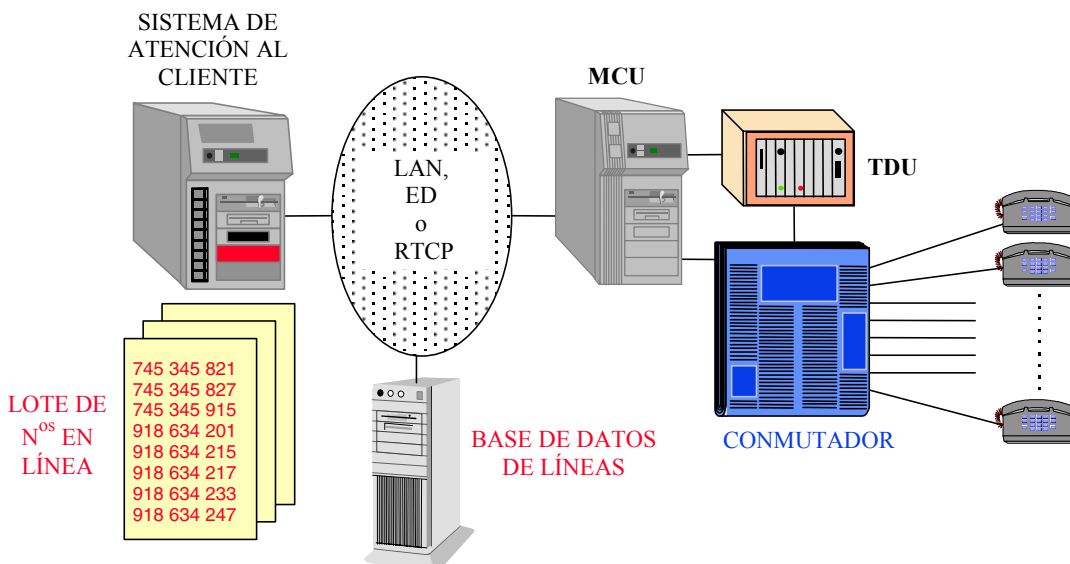 SISTEMA DE
ATENCIÓN AL
CLIENTE
MCU
LAN,
ED
o
RTCP
TDU
745 345 821
745 345 827
745 345 915
918 634 201
918 634 215
918 634 217
918 634 233
918 634 247
LOTE DE
Nos EN
LÍNEA
BASE DE DATOS
DE LÍNEAS
CONMUTADOR